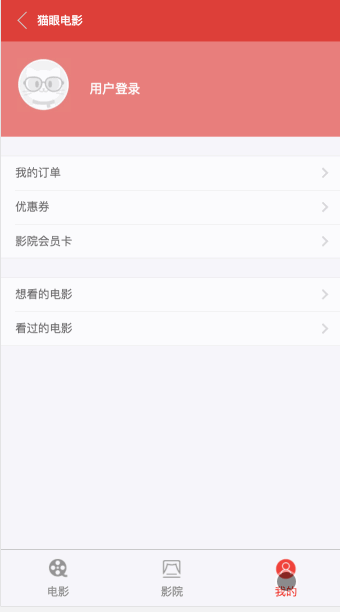 猫眼电影
用户登录
我的订单
优惠券
影院会员卡
想看的电影
看过的电影
电影
影院
我的